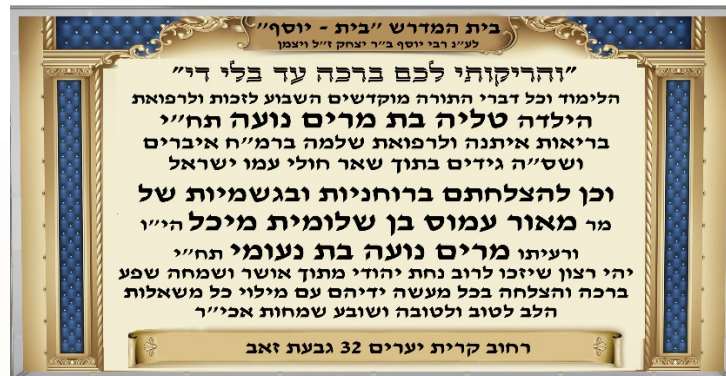 בית המדרש "בית - יוסף"
לע"נ רבי יוסף ב"ר יצחק ז"ל ויצמן
"והריקותי לכם ברכה עד בלי די"
הלימוד וכל דברי התורה מוקדשים השבוע לזכות ולרפואת
הילדה טליה בת מרים נועה תח"י
בריאות איתנה ולרפואת שלמה ברמ"ח איברים
ושס"ה גידים בתוך שאר חולי עמו ישראל
וכן להצלחתם ברוחניות ובגשמיות של
מר מאור עמוס בן שלומית מיכל הי"ו
ורעיתו מרים נועה בת נעומי תח"י
יהי רצון שיזכו לרוב נחת יהודי מתוך אושר ושמחה שפע
ברכה והצלחה בכל מעשה ידיהם עם מילוי כל משאלות
הלב לטוב ולטובה ושובע שמחות אכי"ר
רחוב קרית יערים 32 גבעת זאב